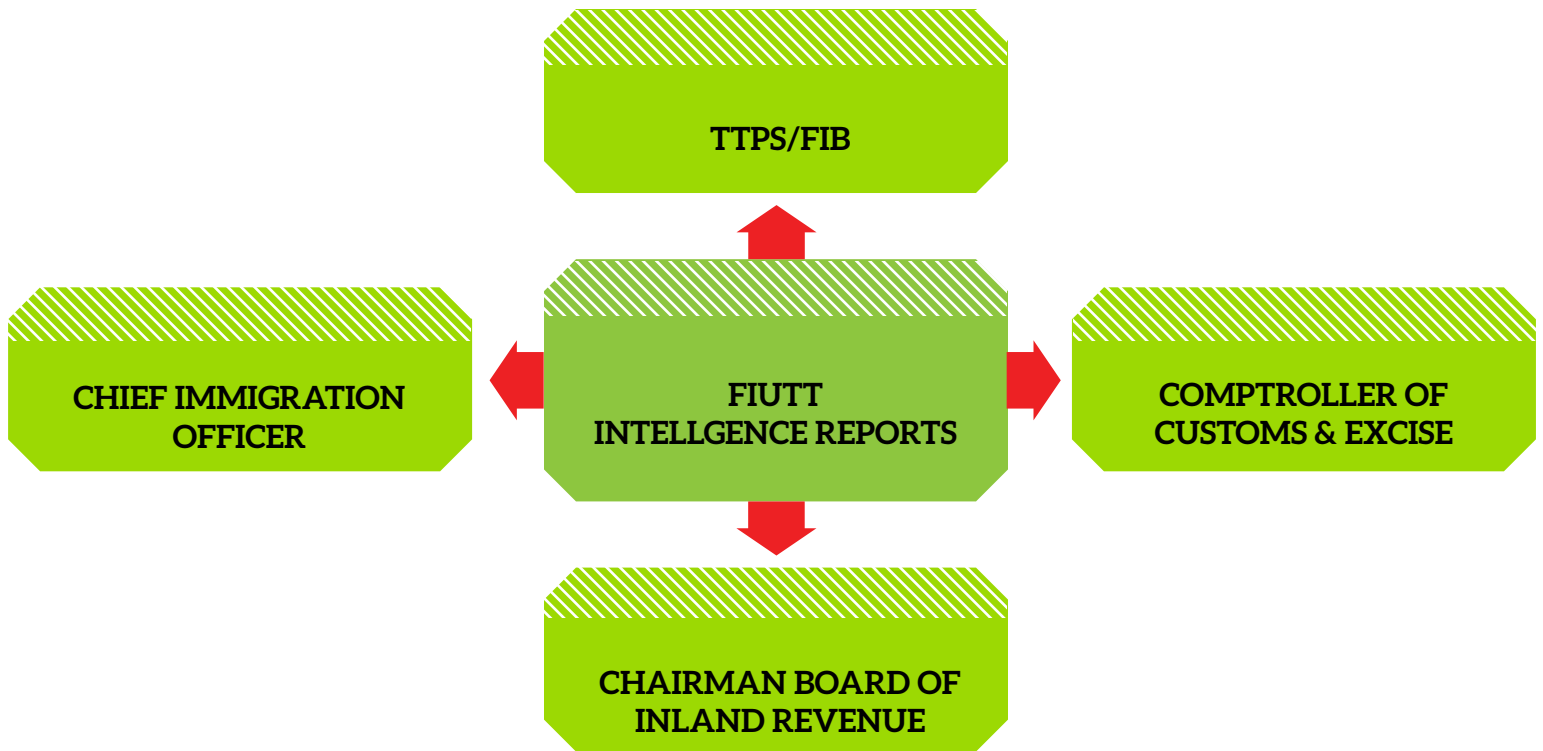 TTPS/FIB
CHIEF IMMIGRATION
OFFICER
FIUTT
INTELLGENCE REPORTS
COMPTROLLER OF
CUSTOMS & EXCISE
CHAIRMAN BOARD OF
INLAND REVENUE